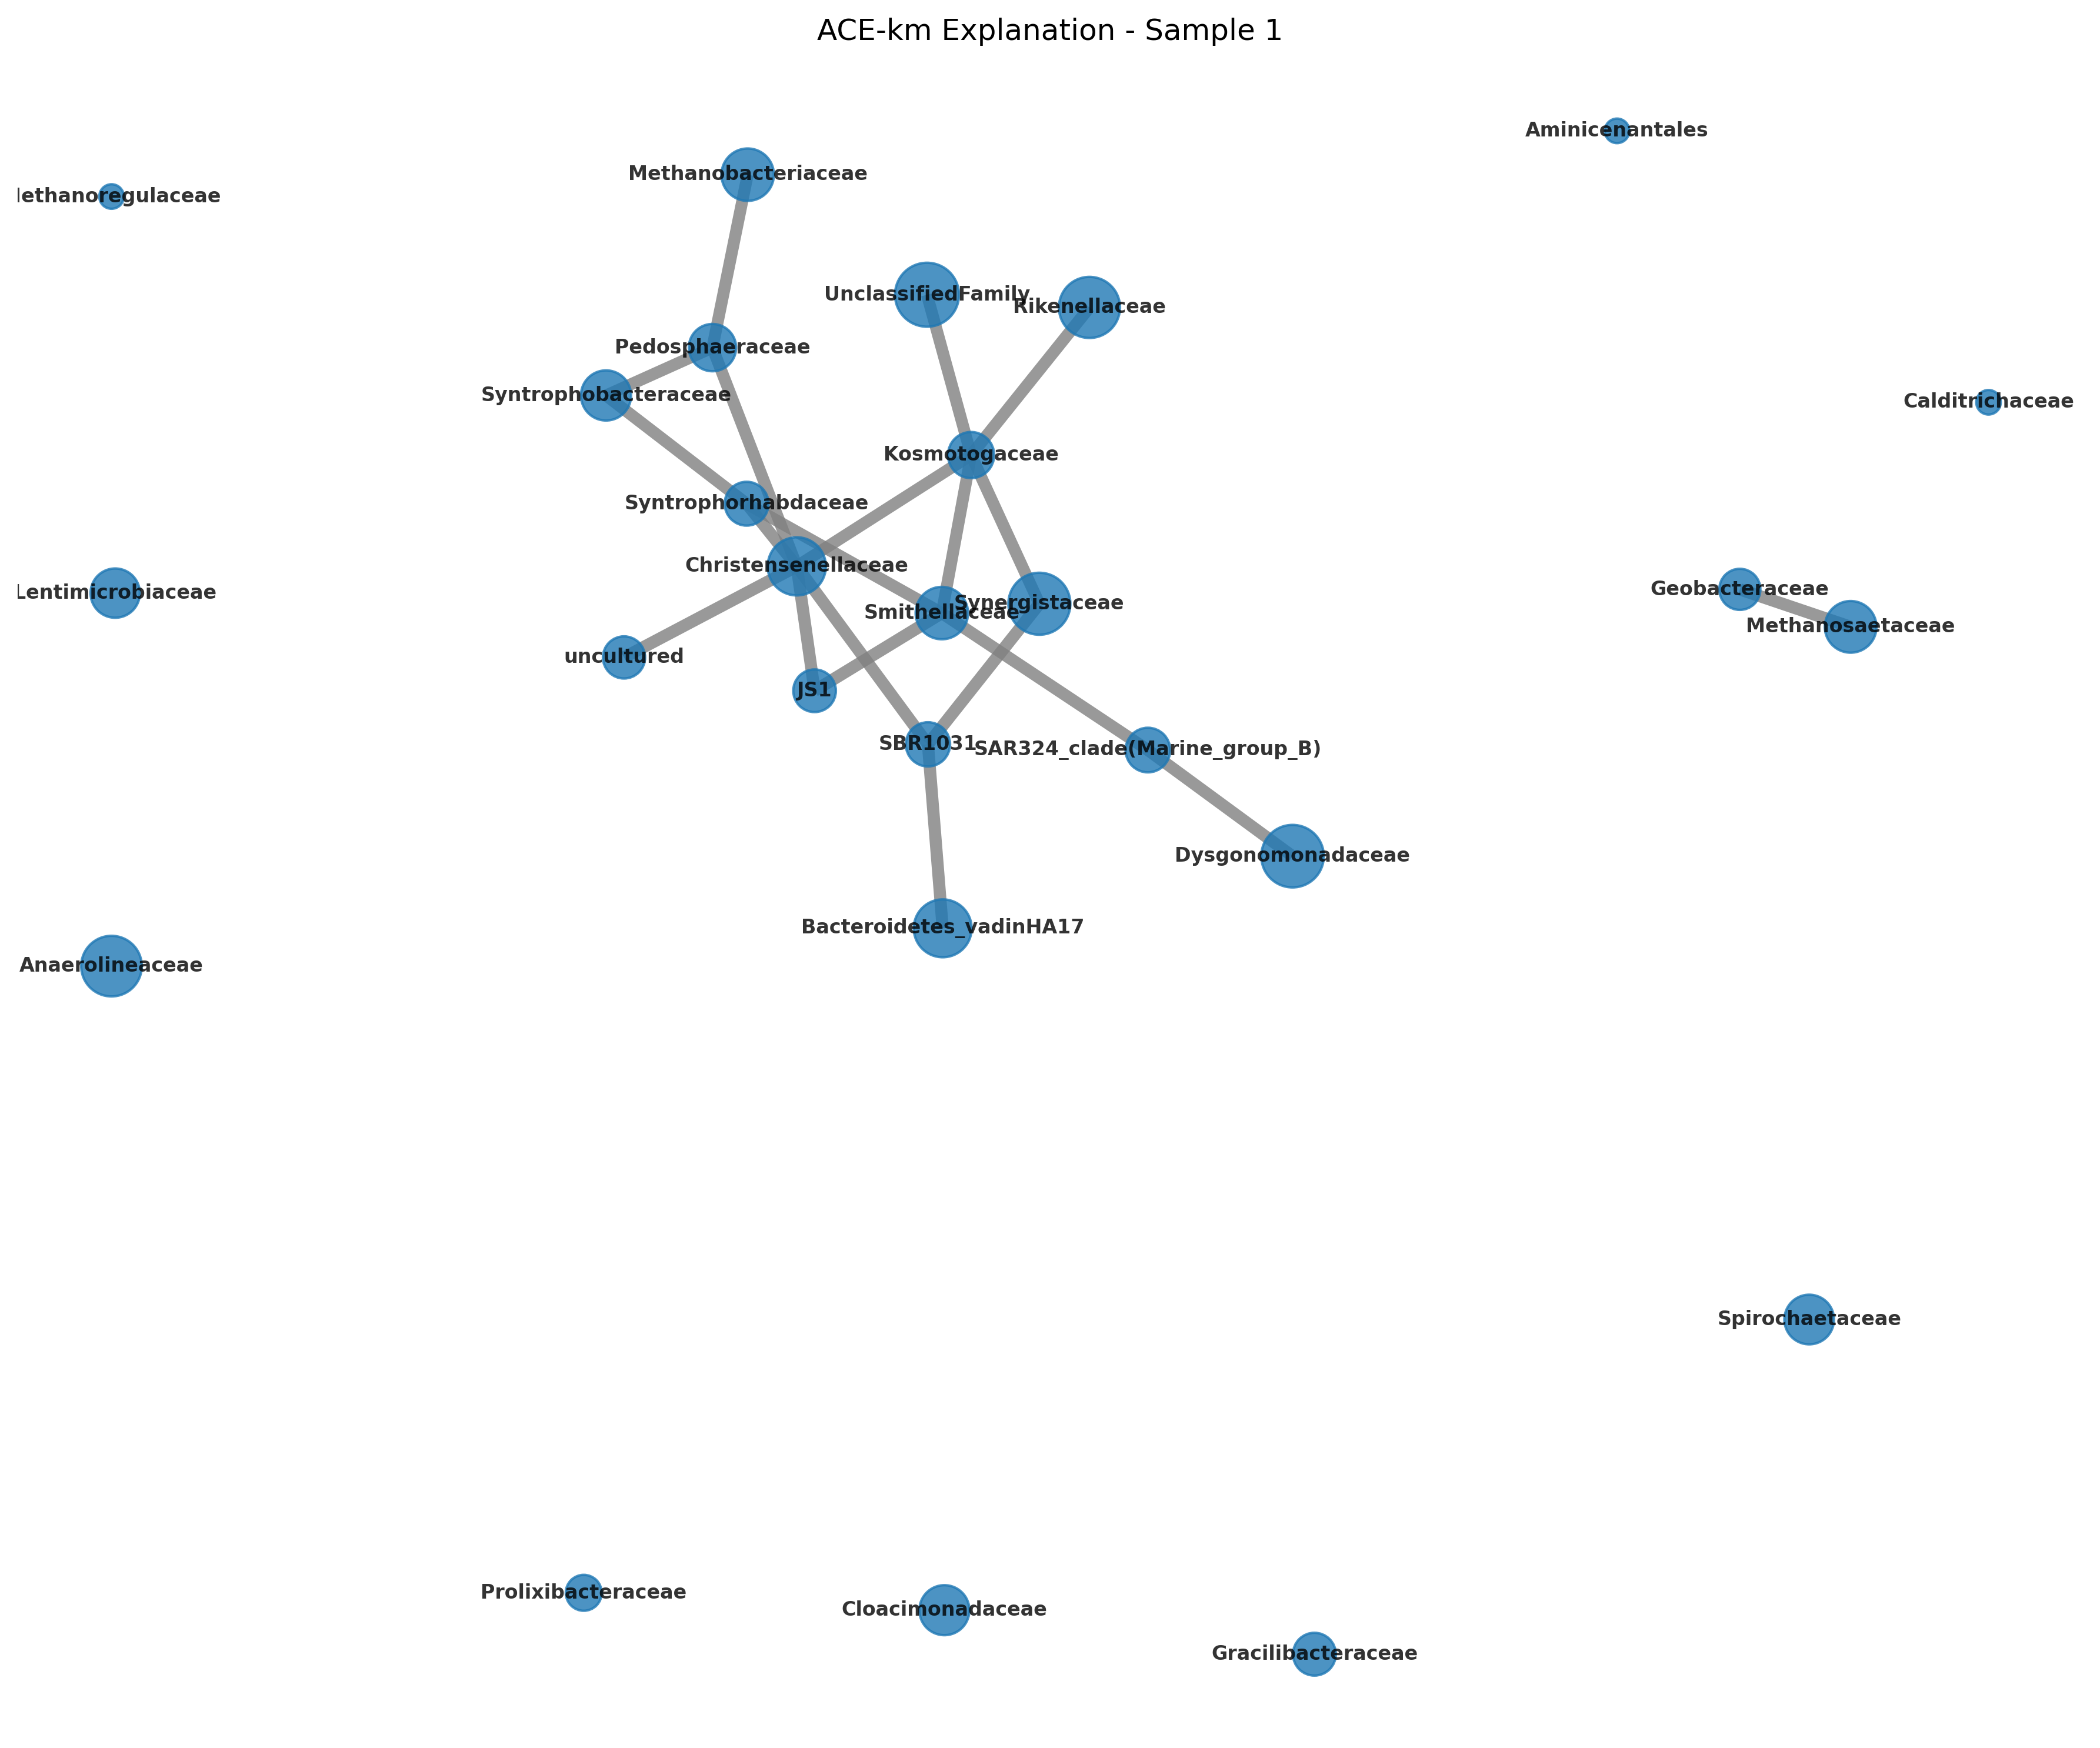 ACE-km Explanation - Sample 1
Aminicenantales
Methanobacteriaceae
lethanoregulaceae
UnclassifiedFamily
Rikenellaceae
Pedosphaeraceae
Syntrophobacteraceae
Calditrichaceae
Kosmotogaceae
Syntrophorhabdaceae
Christensenellaceae
Geobacteraceae
Lentimicrobiaceae
Synergistaceae
Smithellaceae
Methanosaetaceae
uncultured
JS1
SBR1031
SAR324_clade(Marine_group_B)
Dysgonomonadaceae
Bacteroidetes_vadinHA17
Anaerolineaceae
Spirochaetaceae
Prolixibacteraceae
Cloacimonadaceae
Gracilibacteraceae